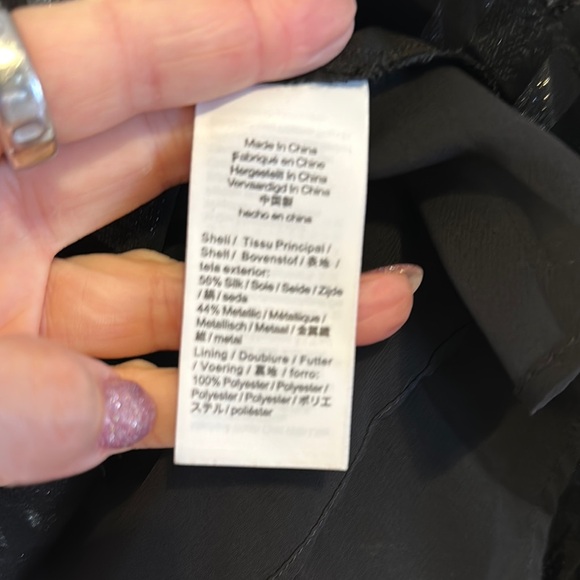 Made in China
Fabriqué en Chine
Hergestellt in China
Vervaardigd in China
中国製
hecho en china
Shell / Tissu Principal /
Shell / Bovenstof / 表地 /
tela exterior:
56% Silk / Soie / Seide / Zijde
/ 絹 / seda
44% Metallic / Métallique /
Metallisch / Metaal / 金属繊
維 / metal
Lining / Doublure / Futter
/ Voering / 裏地 / forro:
100% Polyester / Polyester /
Polyester / Polyester / ポリエ
ステル / poliéster